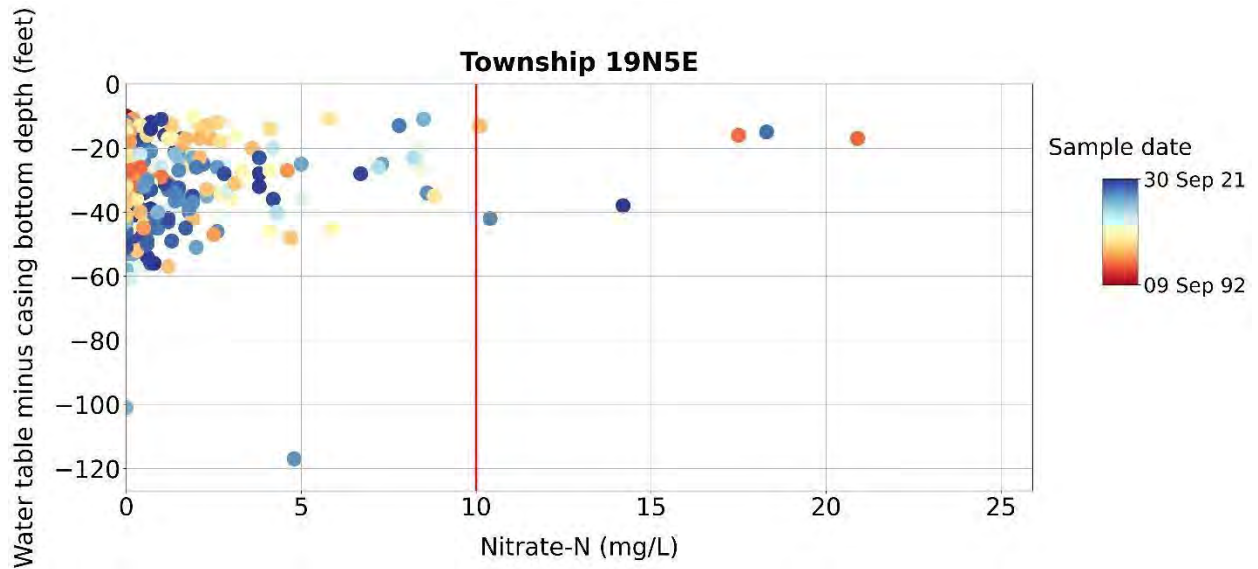 Township 19N5E
Water table minus casing bottom depth (feet)
0
−20
−40
−60
−80
−100
−120
0 5 10 15 20 25
Nitrate-N (mg/L)
Sample date
30 Sep 21
09 Sep 92